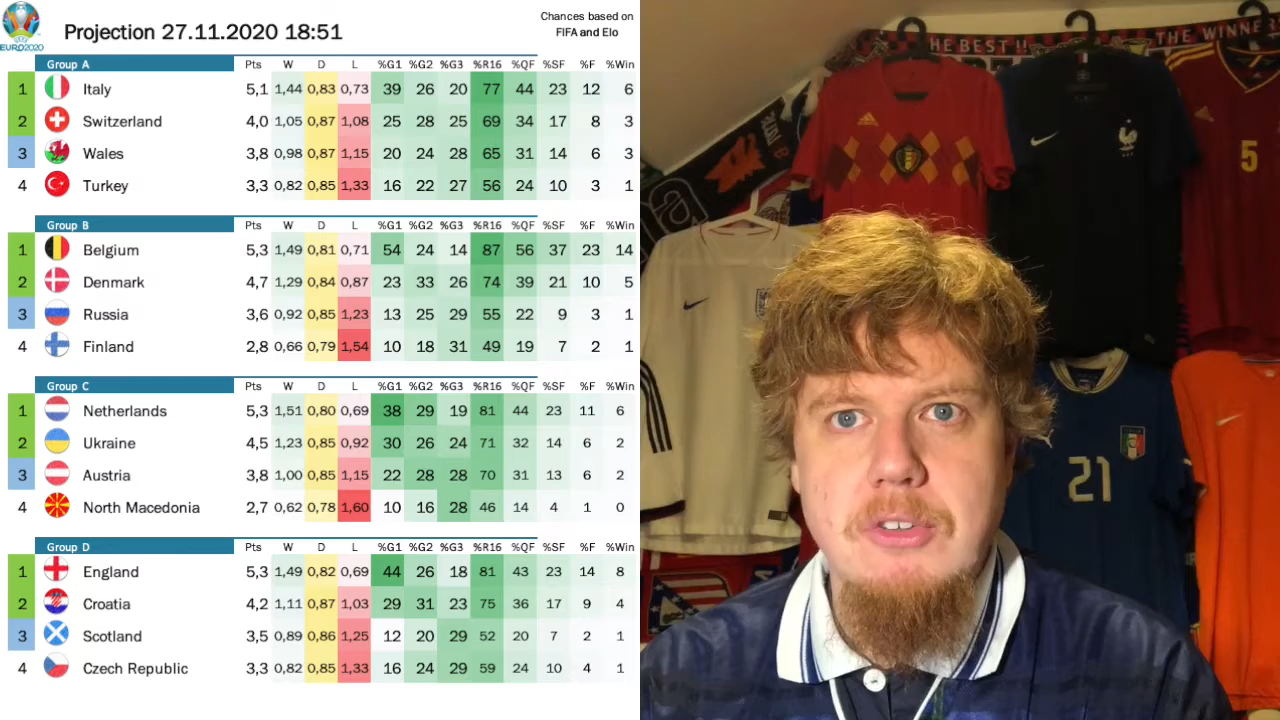 EURO2020
Projection 27.11.2020 18:51
Chances based on
FIFA and Elo
Group A Pts W D L %G1 %G2 %G3 %R16 %QF %SF %F %Win
1 Italy 5,1 1,44 0,83 0,73 39 26 20 77 44 23 12 6
2 Switzerland 4,0 1,05 0,87 1,08 25 28 25 69 34 17 8 3
3 Wales 3,8 0,98 0,87 1,15 20 24 28 65 31 14 6 3
4 Turkey 3,3 0,82 0,85 1,33 16 22 27 56 24 10 3 1
Group B Pts W D L %G1 %G2 %G3 %R16 %QF %SF %F %Win
1 Belgium 5,3 1,49 0,81 0,71 54 24 14 87 56 37 23 14
2 Denmark 4,7 1,29 0,84 0,87 23 33 26 74 39 21 10 5
3 Russia 3,6 0,92 0,85 1,23 13 25 29 55 22 9 3 1
4 Finland 2,8 0,66 0,79 1,54 10 18 31 49 19 7 2 1
Group C Pts W D L %G1 %G2 %G3 %R16 %QF %SF %F %Win
1 Netherlands 5,3 1,51 0,80 0,69 38 29 19 81 44 23 11 6
2 Ukraine 4,5 1,23 0,85 0,92 30 26 24 71 32 14 6 2
3 Austria 3,8 1,00 0,85 1,15 22 28 28 70 31 13 6 2
4 North Macedonia 2,7 0,62 0,78 1,60 10 16 28 46 14 4 1 0
Group D Pts W D L %G1 %G2 %G3 %R16 %QF %SF %F %Win
1 England 5,3 1,49 0,82 0,69 44 26 18 81 43 23 14 8
2 Croatia 4,2 1,11 0,87 1,03 29 31 23 75 36 17 9 4
3 Scotland 3,5 0,89 0,86 1,25 12 20 29 52 20 7 2 1
4 Czech Republic 3,3 0,82 0,85 1,33 16 24 29 59 24 10 4 1
THE BEST !!
THE WINNER
5
21